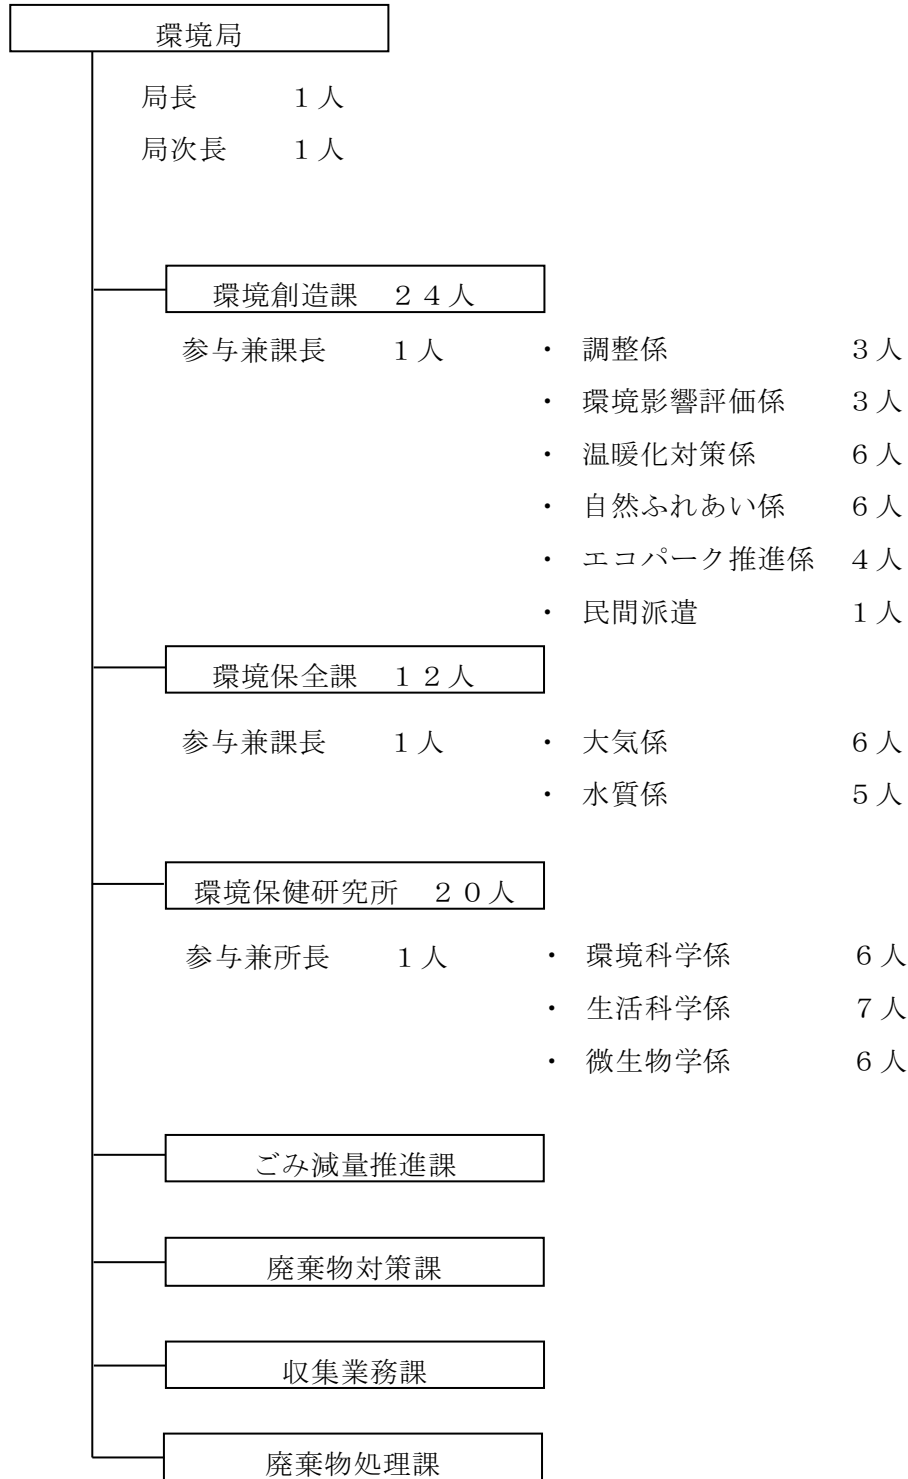 環境局
局長　　　１人
局次長　　１人
環境創造課　２４人
参与兼課長　　１人　　・ 調整係　　３人
・ 環境影響評価係　　３人
・ 温暖化対策係　　６人
・ 自然ふれあい係　　６人
・ エコパーク推進係　４人
・ 民間派遣　　１人
環境保全課　１２人
参与兼課長　　１人　　・ 大気係　　６人
・ 水質係　　５人
環境保健研究所　２０人
参与兼所長　　１人　　・ 環境科学係　　６人
・ 生活科学係　　７人
・ 微生物学係　　６人
ごみ減量推進課
廃棄物対策課
収集業務課
廃棄物処理課